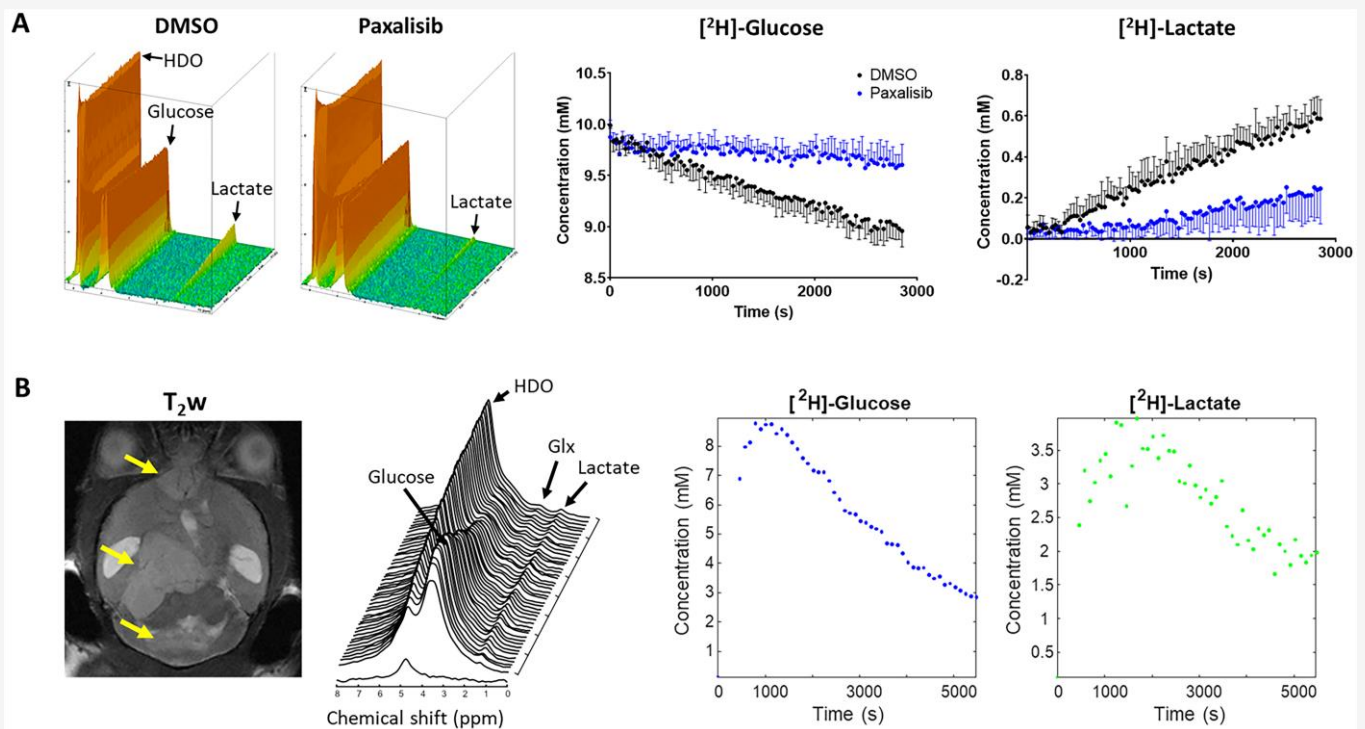 A
DMSO
Paxalisib
HDO
Glucose
Lactate
Lactate
[²H]-Glucose
Concentration (mM)
10.5
10.0
9.5
9.0
8.5
0
1000
2000
3000
Time (s)
DMSO
Paxalisib
[²H]-Lactate
Concentration (mM)
0.8
0.6
0.4
0.2
0.0
-0.2
1000
2000
3000
Time (s)
B
T₂w
HDO
Glx
Lactate
Glucose
8 7 6 5 4 3 2 1 0
Chemical shift (ppm)
[²H]-Glucose
Concentration (mM)
8
7
6
5
4
3
2
1
0 1000 3000 5000
Time (s)
[²H]-Lactate
Concentration (mM)
3.5
3
2.5
2
1.5
1
0.5
0 1000 3000 5000
Time (s)